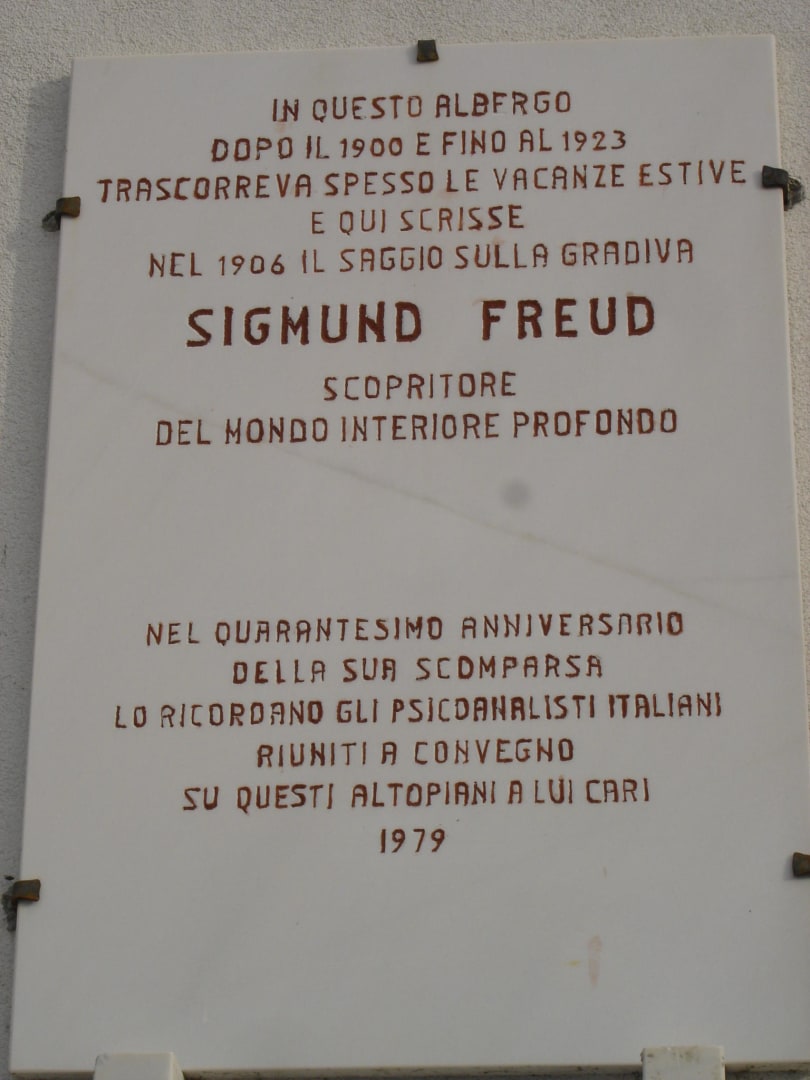 IN QUESTO ALBERGO
DOPO IL 1900 E FINO AL 1923
TRASCORREVA SPESSO LE VACANZE ESTIVE
E QUI SCRISSE
NEL 1906 IL SAGGIO SULLA GRADIVA
SIGMUND FREUD
SCOPRITORE
DEL MONDO INTERIORE PROFONDO
NEL QUARANTESIMO ANNIVERSARIO
DELLA SUA SCOMPARSA
LO RICORDANO GLI PSICOANALISTI ITALIANI
RIUNITI A CONVEGNO
SU QUESTI ALTOPIANI A LUI CARI
1979